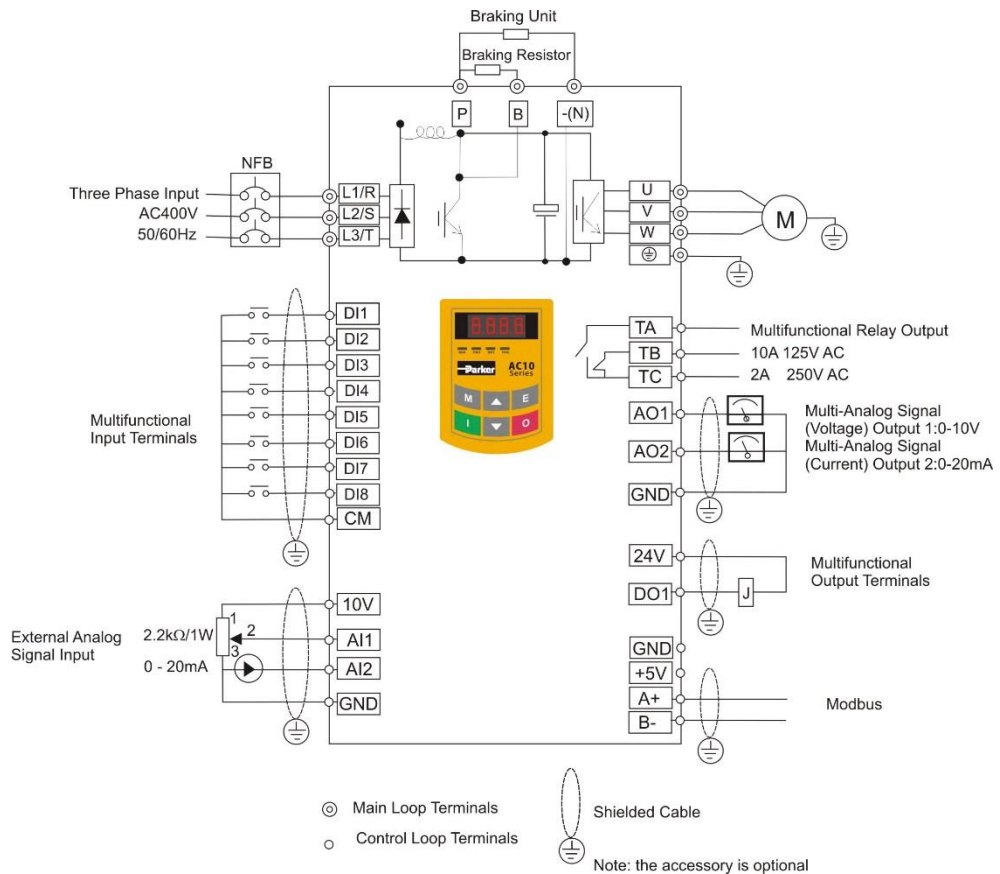 Braking Unit
Braking Resistor
P
B
-(N)
NFB
Three Phase Input
AC400V
50/60Hz
L1/R
L2/S
L3/T
U
V
W
M
DI1
DI2
DI3
DI4
DI5
DI6
DI7
DI8
CM
Multifunctional
Input Terminals
8.8.8.8.
Parker
AC10
Series
M
E
I
O
TA
TB
TC
Multifunctional Relay Output
10A 125V AC
2A 250V AC
AO1
AO2
GND
Multi-Analog Signal
(Voltage) Output 1:0-10V
Multi-Analog Signal
(Current) Output 2:0-20mA
24V
DO1
J
Multifunctional
Output Terminals
External Analog
Signal Input
2.2kΩ/1W
0 - 20mA
1
2
3
10V
AI1
AI2
GND
GND
+5V
A+
B-
Modbus
Main Loop Terminals
Control Loop Terminals
Shielded Cable
Note: the accessory is optional